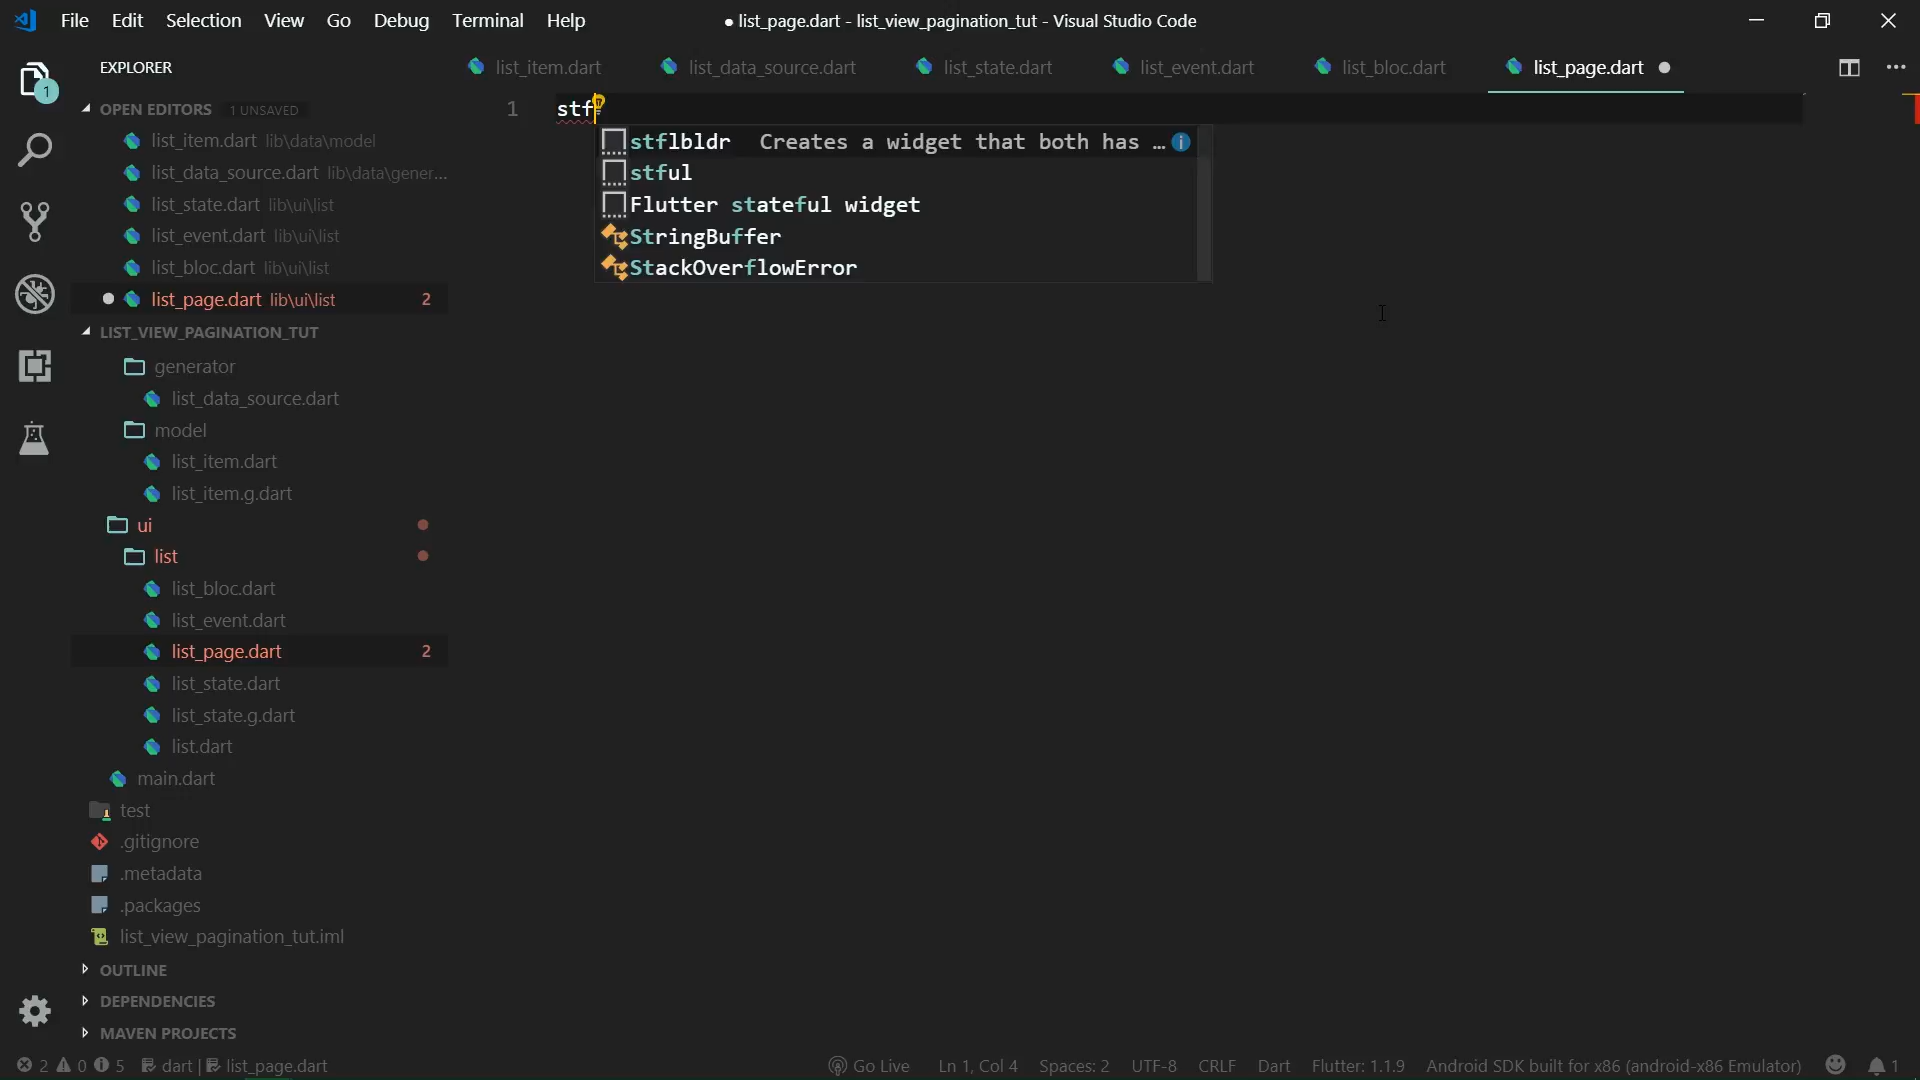 File Edit Selection View Go Debug Terminal Help
● list_page.dart - list_view_pagination_tut - Visual Studio Code
EXPLORER
list_item.dart
list_data_source.dart
list_state.dart
list_event.dart
list_bloc.dart
list_page.dart
1
OPEN EDITORS 1 UNSAVED
list_item.dart lib\data\model
list_data_source.dart lib\data\gener...
list_state.dart lib\ui\list
list_event.dart lib\ui\list
list_bloc.dart lib\ui\list
list_page.dart lib\ui\list 2
LIST_VIEW_PAGINATION_TUT
generator
list_data_source.dart
model
list_item.dart
list_item.g.dart
ui
list
list_bloc.dart
list_event.dart
list_page.dart 2
list_state.dart
list_state.g.dart
list.dart
main.dart
test
.gitignore
.metadata
.packages
list_view_pagination_tut.iml
OUTLINE
DEPENDENCIES
MAVEN PROJECTS
1 stf
stflbldr Creates a widget that both has …
stful
Flutter stateful widget
StringBuffer
StackOverflowError
2 0 5 dart | list_page.dart
Go Live Ln 1, Col 4 Spaces: 2 UTF-8 CRLF Dart Flutter: 1.1.9 Android SDK built for x86 (android-x86 Emulator) 1